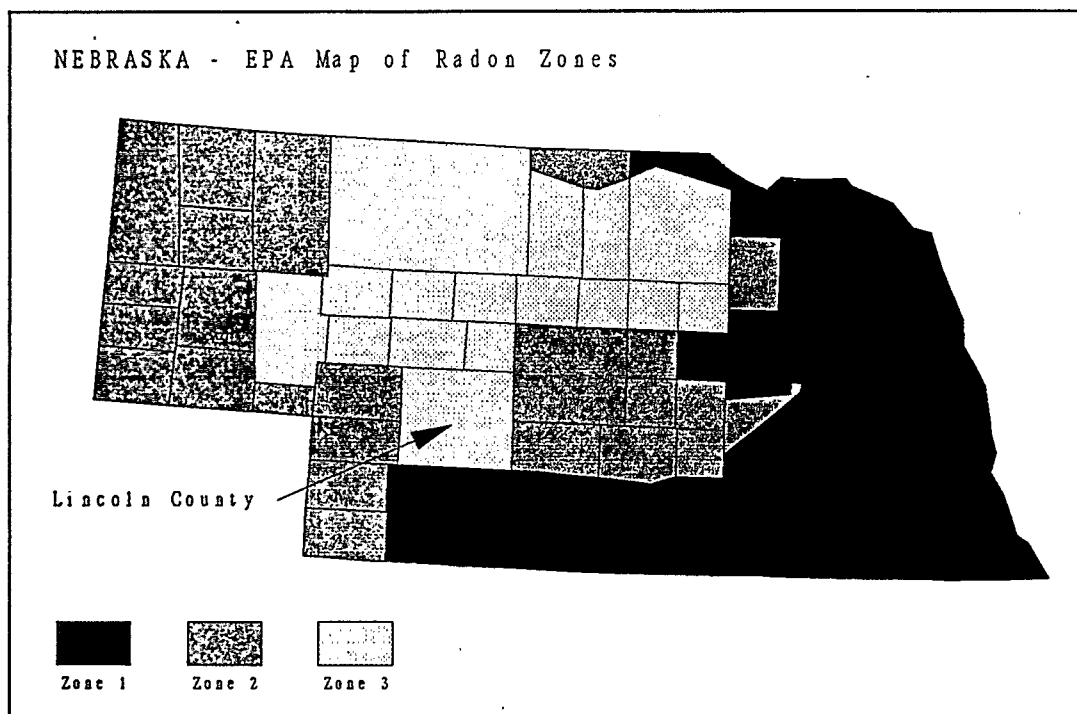 NEBRASKA - EPA Map of Radon Zones
Lincoln County
Zone 1 Zone 2 Zone 3